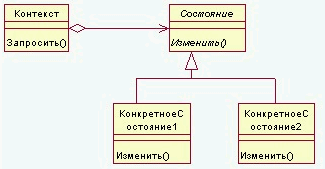 Контекст
Запросить()
Состояние
Изменить()
КонкретноеС
остояние1
Изменить()
КонкретноеС
остояние2
Изменить()